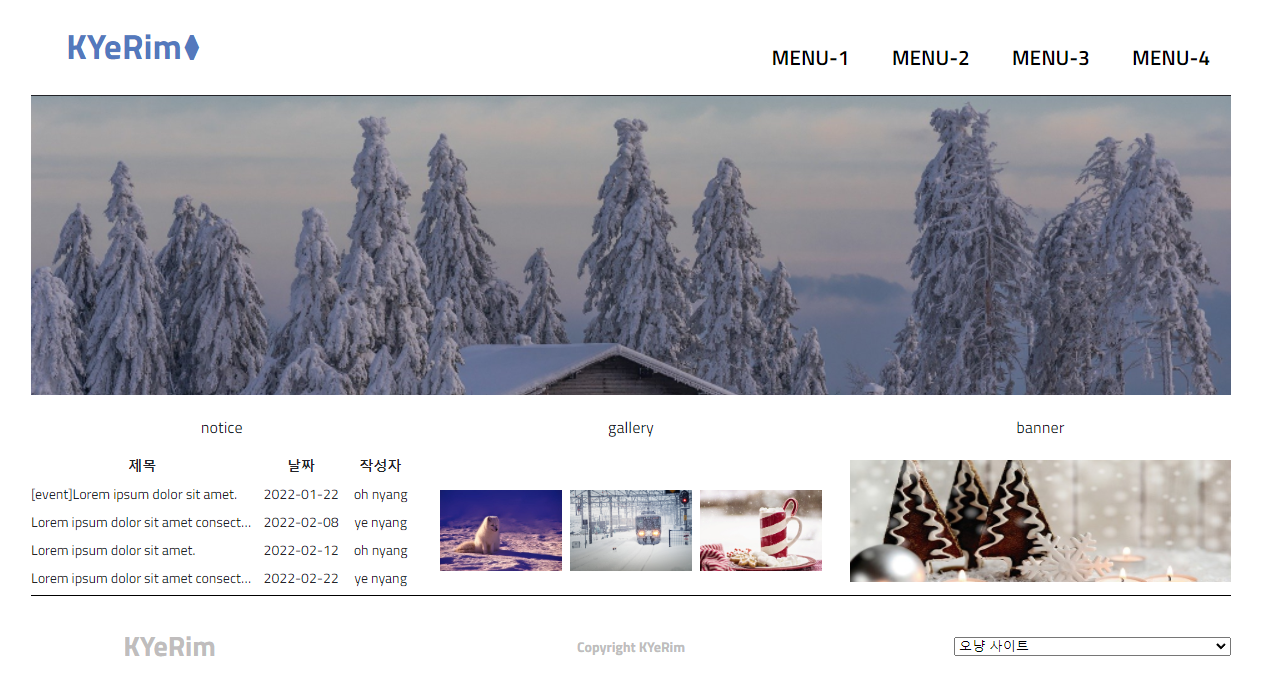 KYeRim
MENU-1 MENU-2 MENU-3 MENU-4
notice
제목 날짜 작성자
[event]Lorem ipsum dolor sit amet. 2022-01-22 oh nyang
Lorem ipsum dolor sit amet consect... 2022-02-08 ye nyang
Lorem ipsum dolor sit amet. 2022-02-12 oh nyang
Lorem ipsum dolor sit amet consect... 2022-02-22 ye nyang
gallery
banner
KYeRim
Copyright KYeRim
오냥 사이트